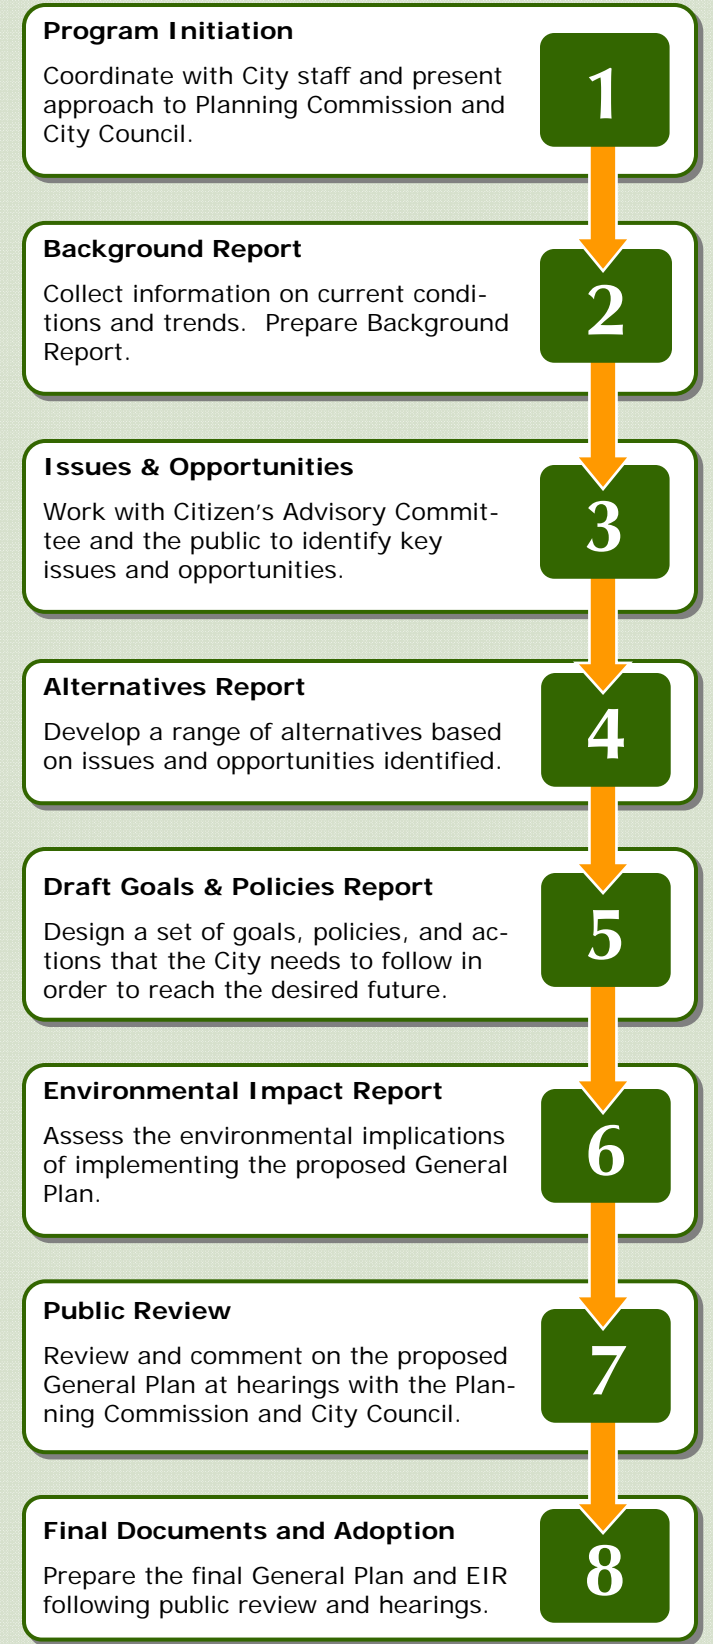 Program Initiation
Coordinate with City staff and present
approach to Planning Commission and
City Council.
1
Background Report
Collect information on current condi-
tions and trends.  Prepare Background
Report.
2
Issues & Opportunities
Work with Citizen’s Advisory Commit-
tee and the public to identify key
issues and opportunities.
3
Alternatives Report
Develop a range of alternatives based
on issues and opportunities identified.
4
Draft Goals & Policies Report
Design a set of goals, policies, and ac-
tions that the City needs to follow in
order to reach the desired future.
5
Environmental Impact Report
Assess the environmental implications
of implementing the proposed General
Plan.
6
Public Review
Review and comment on the proposed
General Plan at hearings with the Plan-
ning Commission and City Council.
7
Final Documents and Adoption
Prepare the final General Plan and EIR
following public review and hearings.
8